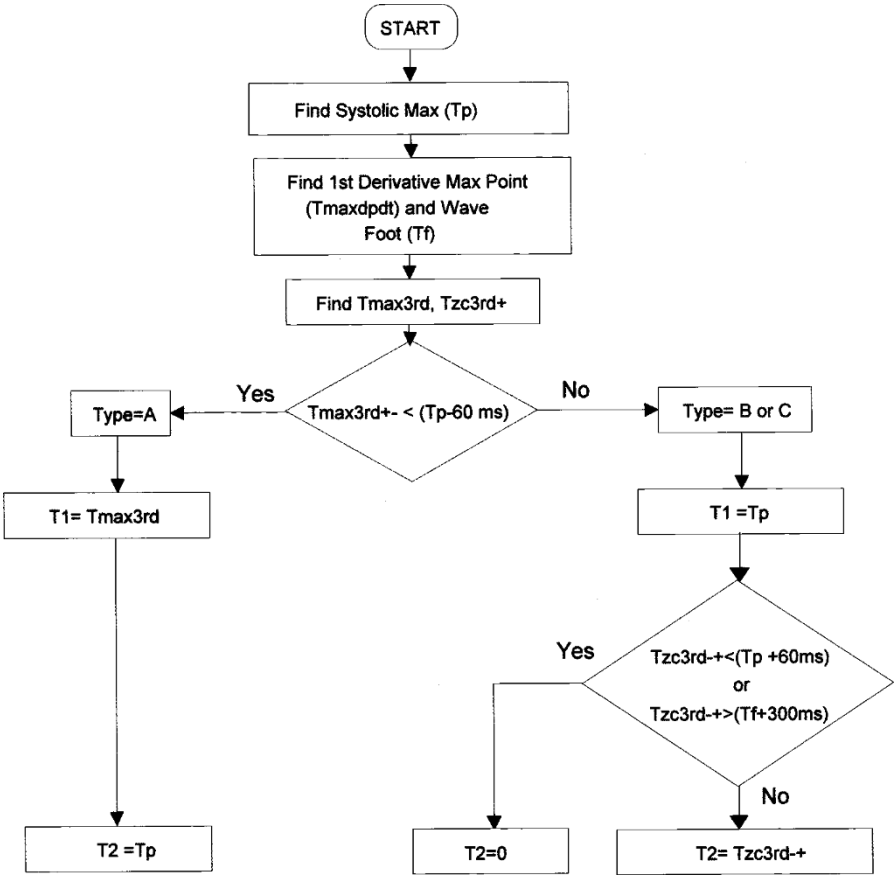 START
Find Systolic Max (Tp)
Find 1st Derivative Max Point
(Tmaxdpdt) and Wave
Foot (Tf)
Find Tmax3rd, Tzc3rd+
Yes
No
Type=A
Tmax3rd+- < (Tp-60 ms)
Type= B or C
T1= Tmax3rd
T1 =Tp
Yes
Tzc3rd-+<(Tp +60ms)
or
Tzc3rd-+>(Tf+300ms)
No
T2 =Tp
T2=0
T2= Tzc3rd-+